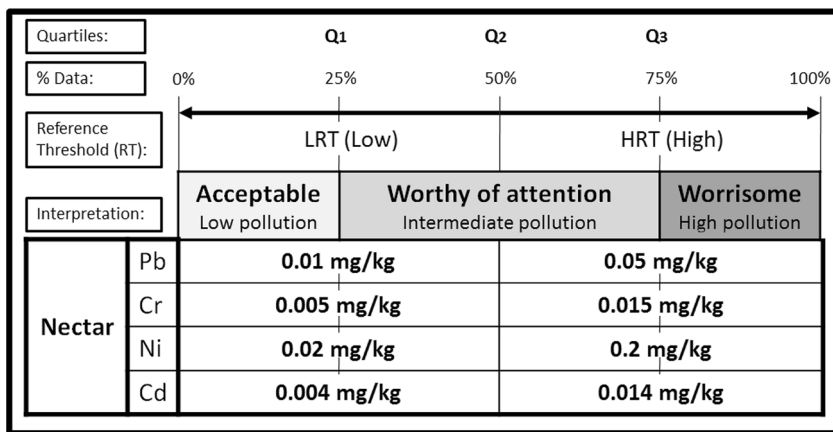 Quartiles: Q1 Q2 Q3
% Data: 0% 25% 50% 75% 100%
Reference
Threshold (RT): LRT (Low) HRT (High)
Interpretation: Acceptable Worthy of attention Worrisome
Low pollution Intermediate pollution High pollution
Nectar
Pb 0.01 mg/kg 0.05 mg/kg
Cr 0.005 mg/kg 0.015 mg/kg
Ni 0.02 mg/kg 0.2 mg/kg
Cd 0.004 mg/kg 0.014 mg/kg